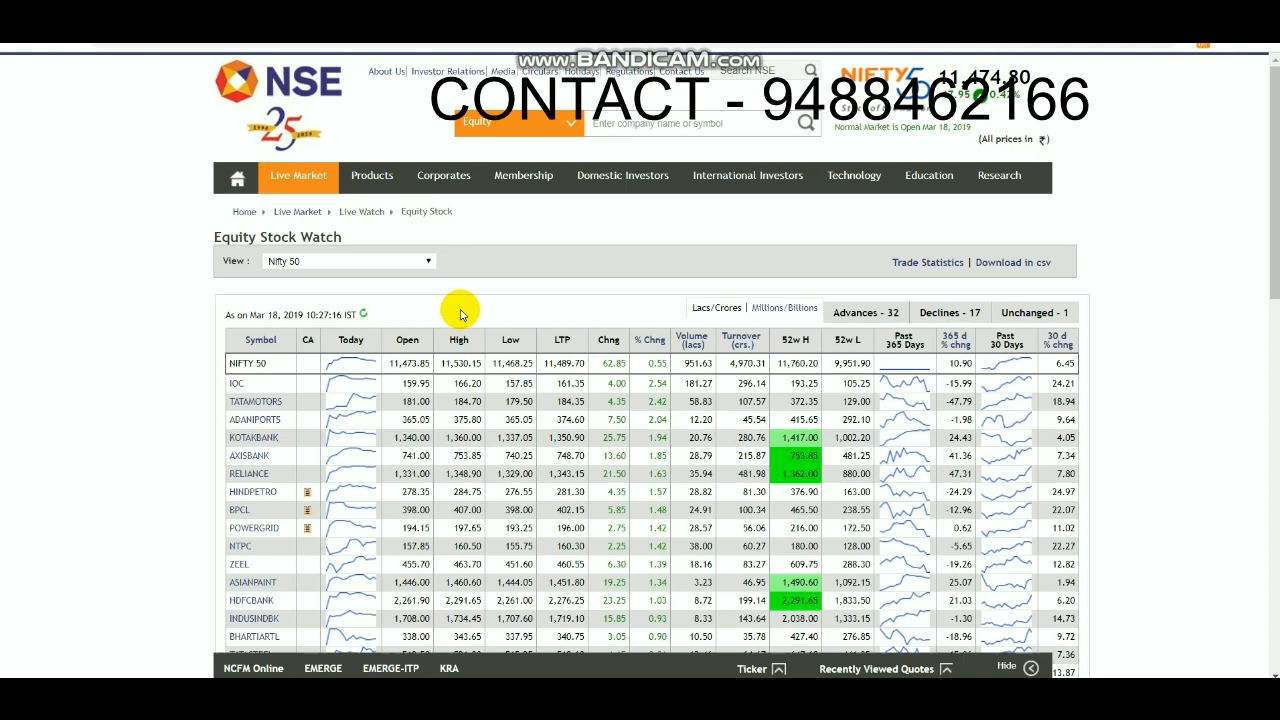 www.BANDICAM.com
NSE
About Us | Investor Relations | Media | Circulars | Holidays | Regulations | Contact Us
Search NSE
NIFTY 50
11,474.80
CONTACT - 9488462166
25
Equity
Enter company name or symbol
Normal Market is Open Mar 18, 2019
(All prices in ₹)
Live Market Products Corporates Membership Domestic Investors International Investors Technology Education Research
Home Live Market Live Watch Equity Stock
Equity Stock Watch
View : Nifty 50
Trade Statistics | Download in csv
As on Mar 18, 2019 10:27:16 IST
Lacs/Crores | Millions/Billions
Advances - 32 Declines - 17 Unchanged - 1
Symbol CA Today Open High Low LTP Chng % Chng Volume (lacs) Turnover (crs.) 52w H 52w L Past 365 Days 365 d % chng Past 30 Days 30 d % chng
NIFTY 50 11,473.85 11,530.15 11,468.25 11,489.70 62.85 0.55 951.63 4,970.31 11,760.20 9,951.90 10.90 6.45
IOC 159.95 166.20 157.85 161.35 4.00 2.54 181.27 296.14 193.25 105.25 -15.99 24.21
TATAMOTORS 181.00 184.70 179.50 184.35 4.35 2.42 58.83 107.57 372.35 129.00 -47.79 18.94
ADANIPORTS 365.05 375.80 365.05 374.60 7.50 2.04 12.20 45.54 415.65 292.10 -1.98 9.64
KOTAKBANK 1,340.00 1,360.00 1,337.05 1,350.90 25.75 1.94 20.76 280.76 1,417.00 1,002.20 24.43 4.05
AXISBANK 741.00 753.85 740.25 748.70 13.60 1.85 28.79 215.87 753.85 481.25 41.36 7.34
RELIANCE 1,331.00 1,348.90 1,329.00 1,343.15 21.50 1.63 35.94 481.98 1,362.00 880.00 47.31 7.80
HINDPETRO 278.35 284.75 276.55 281.30 4.35 1.57 28.82 81.30 376.90 163.00 -24.29 24.97
BPCL 398.00 407.00 398.00 402.15 5.85 1.48 24.91 100.34 465.50 238.55 -12.96 22.07
POWERGRID 194.15 197.65 193.25 196.00 2.75 1.42 28.57 56.06 216.00 172.50 0.62 11.02
NTPC 157.85 160.50 155.75 160.30 2.25 1.42 38.00 60.27 180.00 128.00 -5.65 22.27
ZEEL 455.70 463.70 451.60 460.55 6.30 1.39 18.16 83.27 609.75 288.30 -19.26 12.82
ASIANPAINT 1,446.00 1,460.60 1,444.05 1,451.80 19.25 1.34 3.23 46.95 1,490.60 1,092.15 25.07 1.94
HDFCBANK 2,261.90 2,291.65 2,261.00 2,276.25 23.25 1.03 8.72 199.14 2,291.65 1,833.50 21.03 6.20
INDUSINDBK 1,708.00 1,734.45 1,707.60 1,719.10 15.85 0.93 8.33 143.64 2,038.00 1,333.15 -1.30 14.73
BHARTIARTL 338.00 343.65 337.95 340.75 3.05 0.90 10.50 35.78 427.40 276.85 -18.96 9.72
7.36
NCFM Online EMERGE EMERGE-ITP KRA Ticker Recently Viewed Quotes Hide
13.87